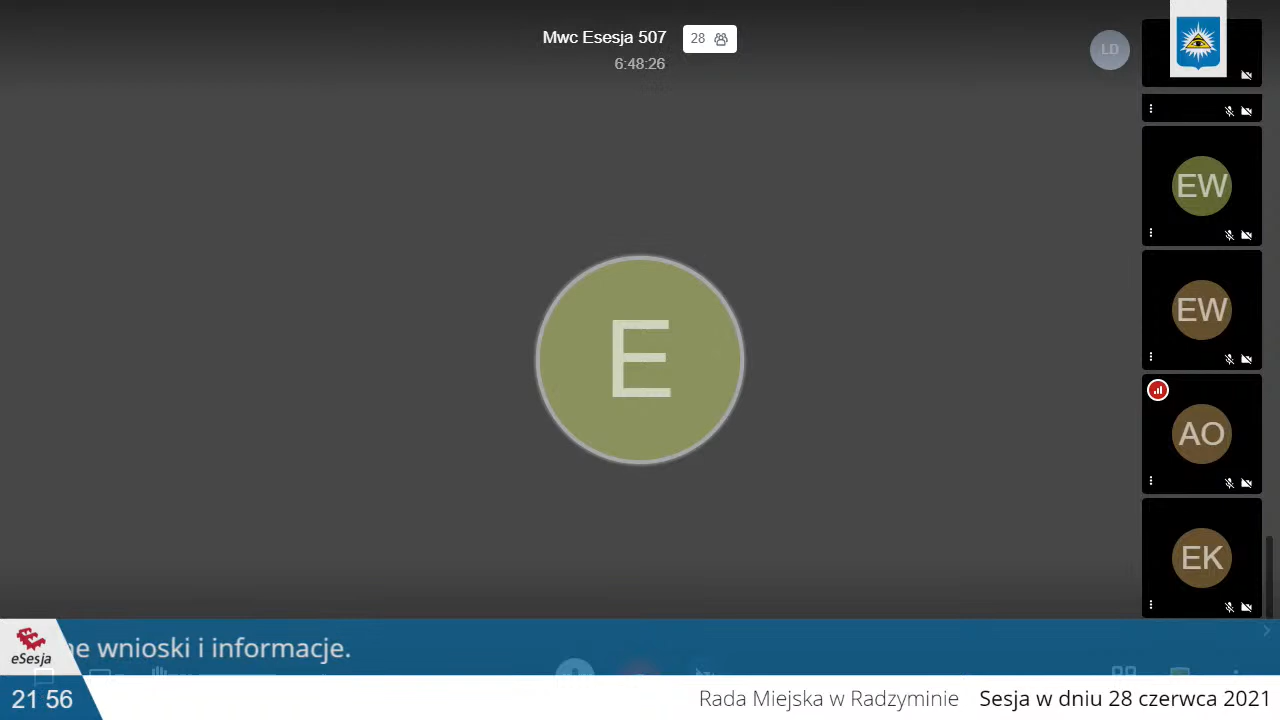 Mwc Esesja 507
28
6:48:26
LD
EW
EW
AO
EK
E
wnioski i informacje.
eSesja
21 56
Rada Miejska w Radzyminie
Sesja w dniu 28 czerwca 2021